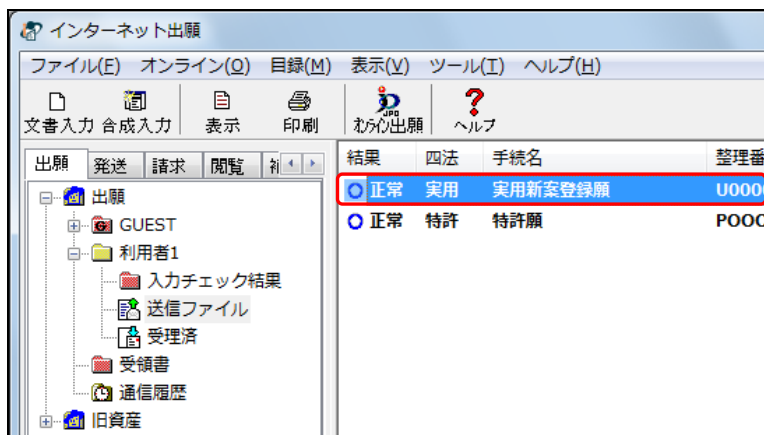 インターネット出願
ファイル(F) オンライン(O) 目録(M) 表示(V) ツール(T) ヘルプ(H)
文書入力 合成入力 表示 印刷 オンライン出願 ヘルプ
出願 発送 請求 閲覧
結果 四法 手続名 整理番
正常 実用 実用新案登録願
正常 特許 特許願
出願
GUEST
利用者1
入力チェック結果
送信ファイル
受理済
受領書
通信履歴
旧資産